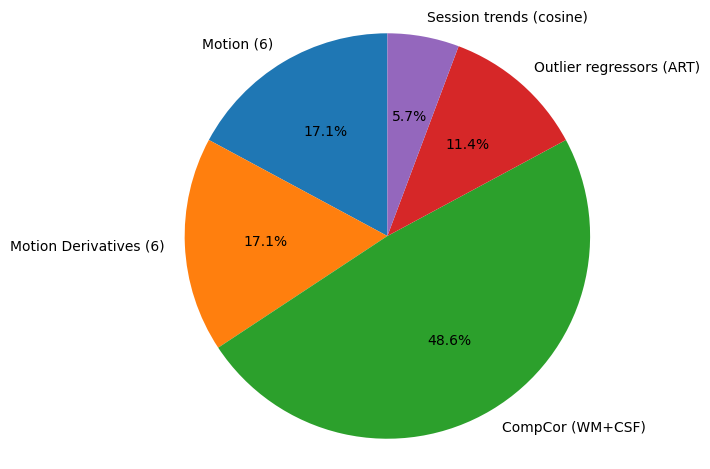 Session trends (cosine)
Motion (6)
Outlier regressors (ART)
5.7%
17.1%
11.4%
17.1%
Motion Derivatives (6)
48.6%
CompCor (WM+CSF)